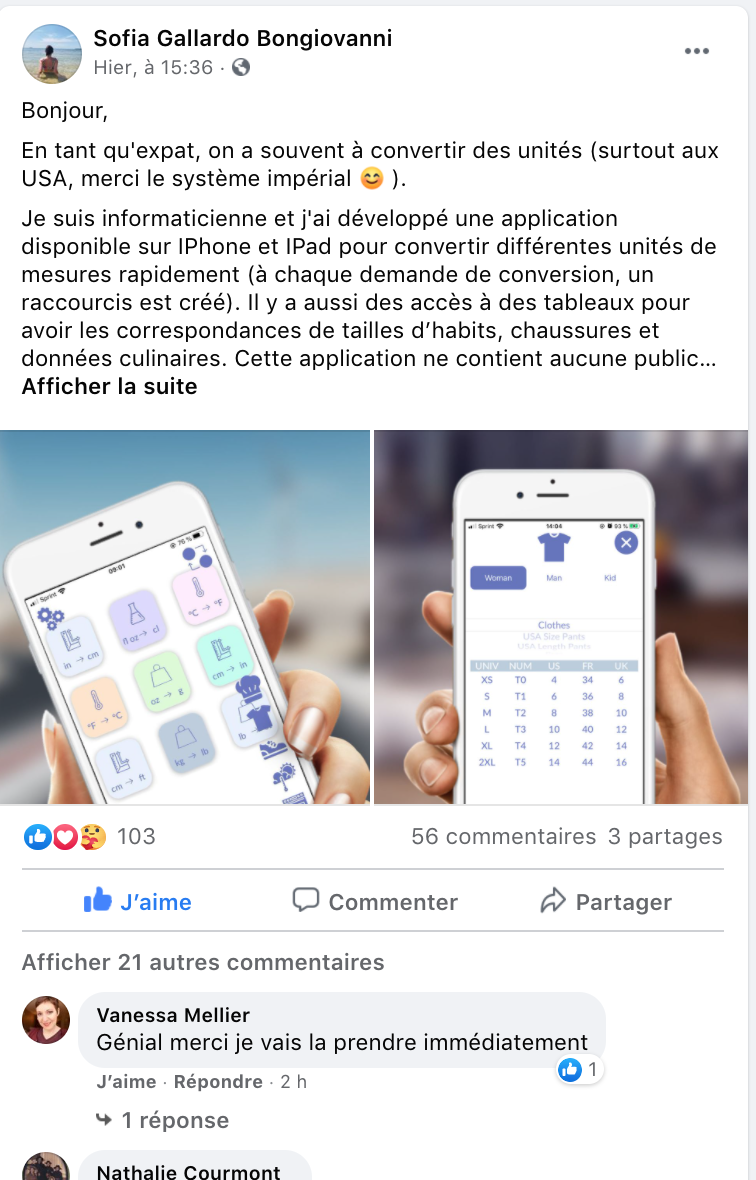 Sofia Gallardo Bongiovanni
Hier, à 15:36 ·
Bonjour,
En tant qu'expat, on a souvent à convertir des unités (surtout aux
USA, merci le système impérial 😊 ).
Je suis informaticienne et j'ai développé une application
disponible sur IPhone et IPad pour convertir différentes unités de
mesures rapidement (à chaque demande de conversion, un
raccourcis est créé). Il y a aussi des accès à des tableaux pour
avoir les correspondances de tailles d’habits, chaussures et
données culinaires. Cette application ne contient aucune public...
Afficher la suite
Sprint
09:01
76 %
in → cm
fl oz → cl
°C → °F
°F → °C
oz → g
cm → in
cm → ft
kg → lb
lb
Sprint
14:04
93 %
Woman
Man
Kid
Clothes
USA Size Pants
USA Length Pants
UNIV NUM US FR UK
XS T0 4 34 6
S T1 6 36 8
M T2 8 38 10
L T3 10 40 12
XL T4 12 42 14
2XL T5 14 44 16
103
56 commentaires 3 partages
J’aime
Commenter
Partager
Afficher 21 autres commentaires
Vanessa Mellier
Génial merci je vais la prendre immédiatement
1
J’aime · Répondre · 2 h
1 réponse
Nathalie Courmont